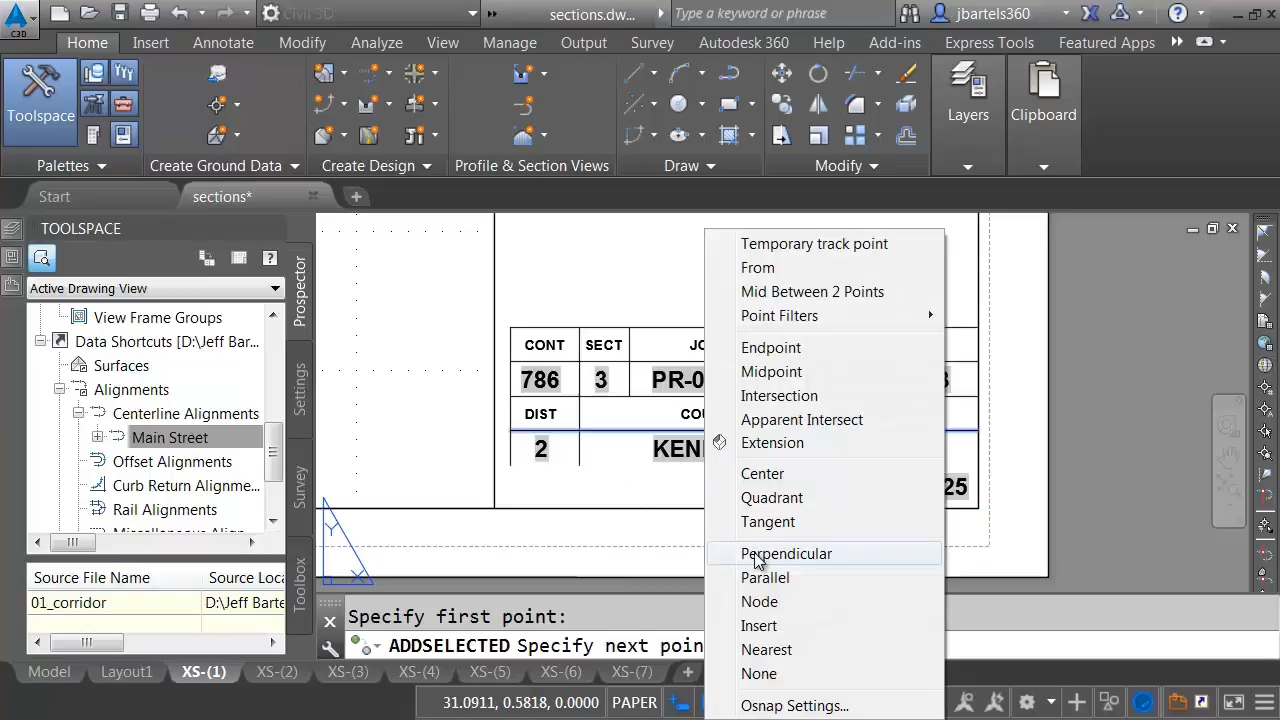 C3D
Civil 3D
sections.dw...
Type a keyword or phrase
jbartels360
Home Insert Annotate Modify Analyze View Manage Output Survey Autodesk 360 Help Add-ins Express Tools Featured Apps
Toolspace
Layers
Clipboard
Palettes Create Ground Data Create Design Profile & Section Views Draw Modify
Start sections*
TOOLSPACE
Active Drawing View
View Frame Groups
Data Shortcuts [D:\Jeff Bar...
Surfaces
Alignments
Centerline Alignments
Main Street
Offset Alignments
Curb Return Alignme...
Rail Alignments
Source File Name Source Loca
01_corridor D:\Jeff Barte
Prospector
Settings
Survey
Toolbox
CONT SECT JO
786 3 PR-0
DIST COU
2 KEN
25
Y
X
Temporary track point
From
Mid Between 2 Points
Point Filters
Endpoint
Midpoint
Intersection
Apparent Intersect
Extension
Center
Quadrant
Tangent
Perpendicular
Parallel
Node
Insert
Nearest
None
Osnap Settings...
Specify first point:
ADDSELECTED Specify next poin
Model Layout1 XS-(1) XS-(2) XS-(3) XS-(4) XS-(5) XS-(6) XS-(7)
31.0911, 0.5818, 0.0000 PAPER